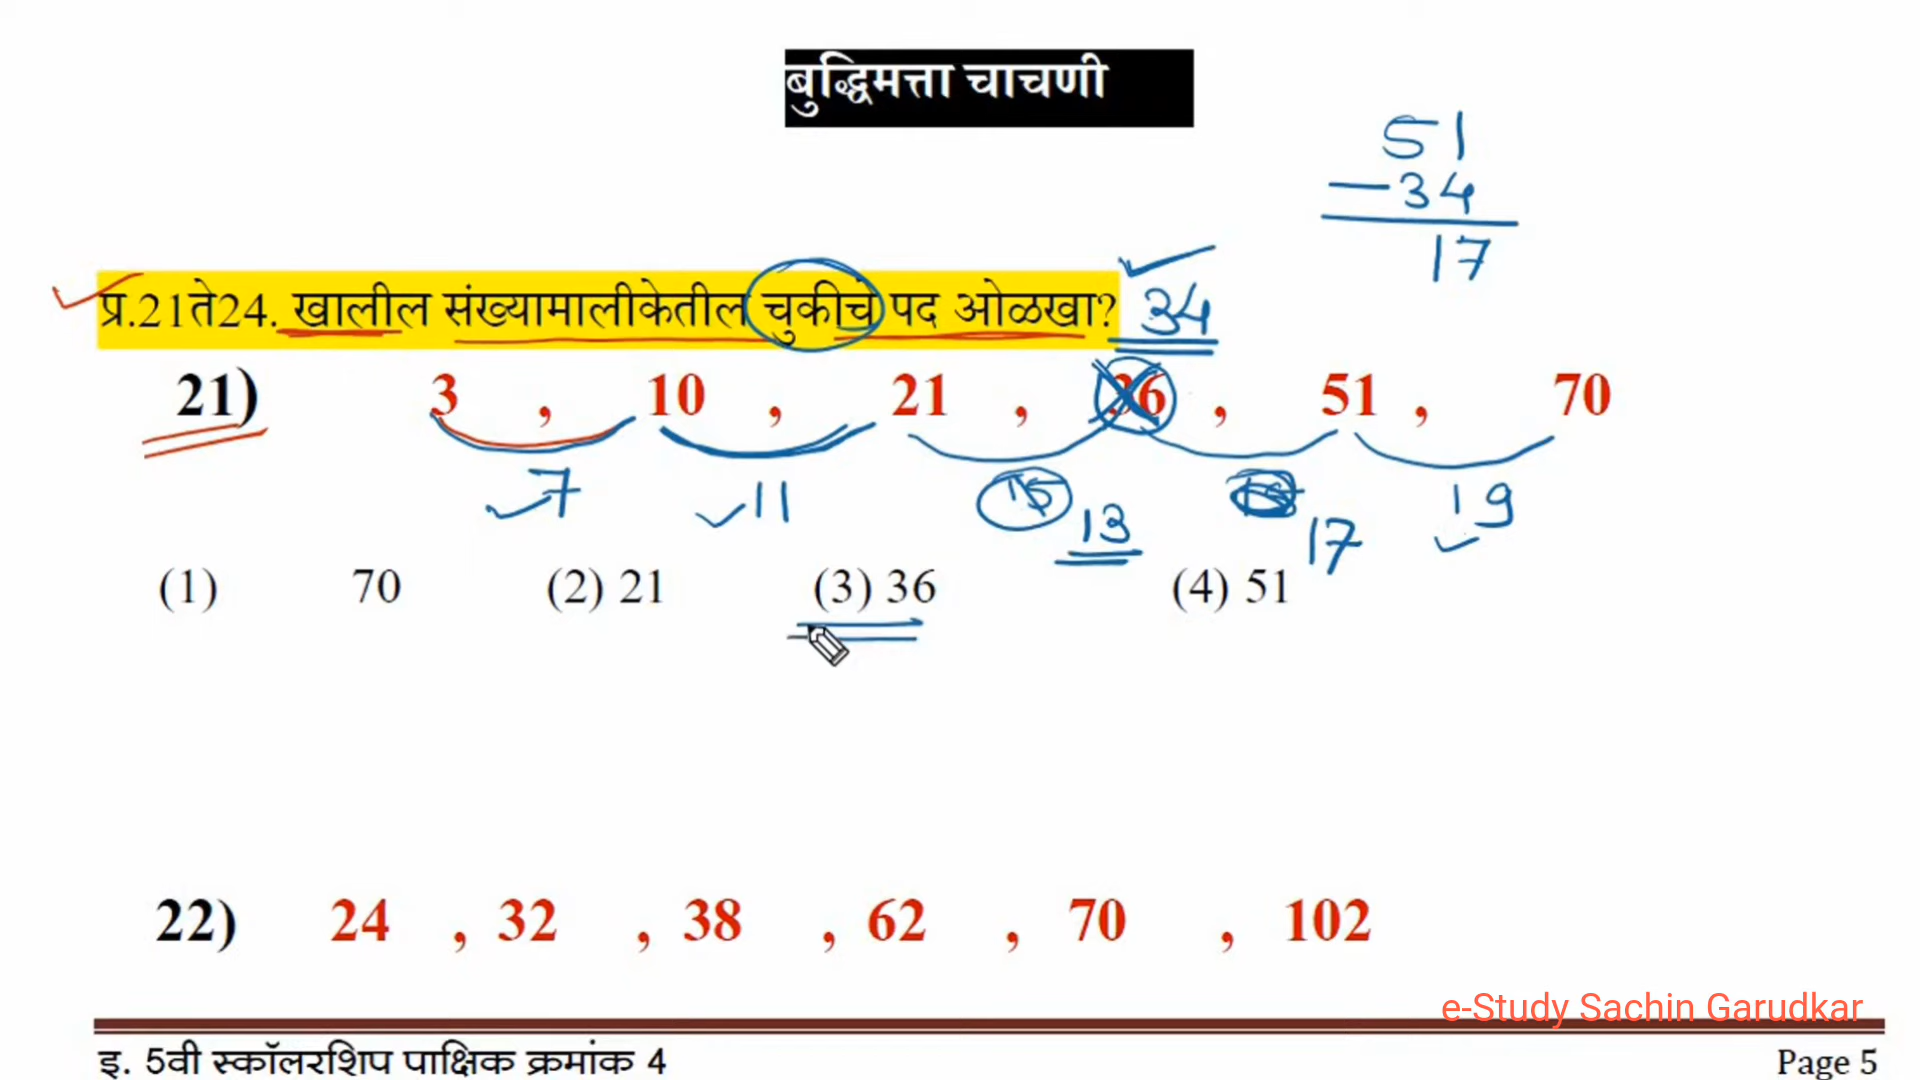 बुद्धिमत्ता चाचणी
51
—34
17
प्र.21ते24. खालील संख्यामालीकेतील चुकीचे पद ओळखा?
34
21) 3 , 10 , 21 , 36 , 51 , 70
7 11 15 19
13 17
(1) 70 (2) 21 (3) 36 (4) 51
22) 24 , 32 , 38 , 62 , 70 , 102
e-Study Sachin Garudkar
इ. 5वी स्कॉलरशिप पाक्षिक क्रमांक 4 Page 5